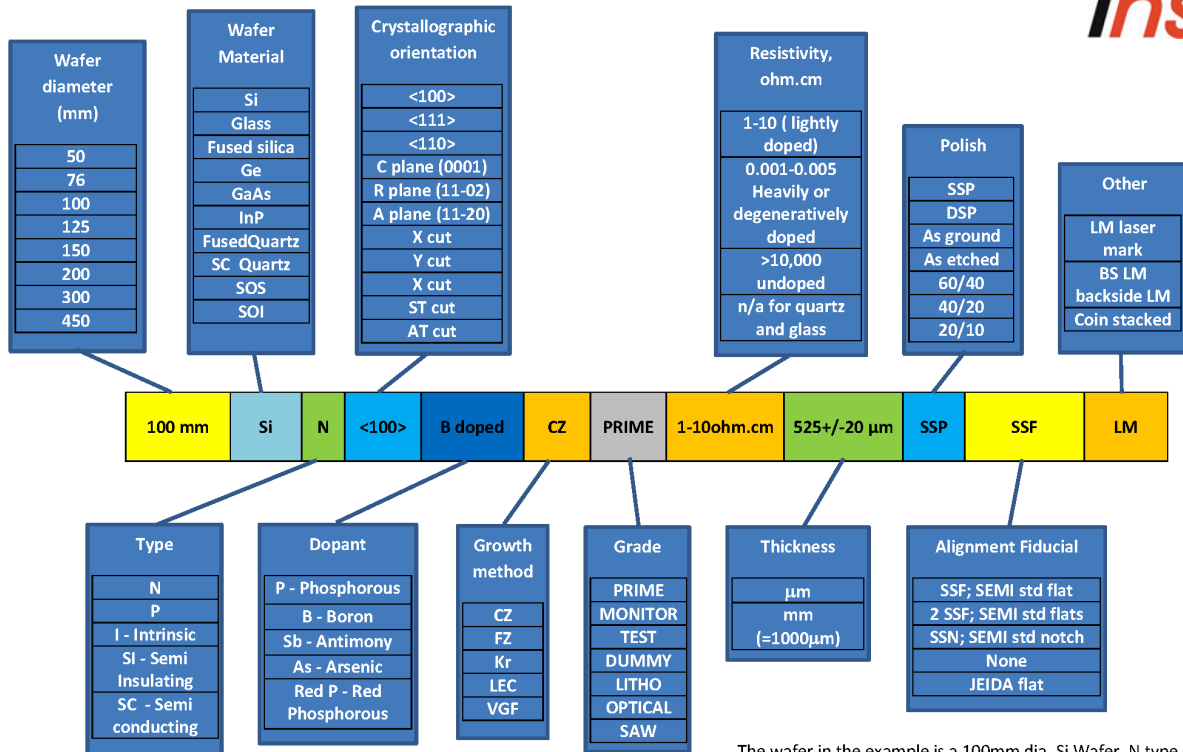 Ins
Wafer
diameter
(mm)
50
76
100
125
150
200
300
450
Wafer
Material
Si
Glass
Fused silica
Ge
GaAs
InP
FusedQuartz
SC Quartz
SOS
SOI
Crystallographic
orientation
<100>
<111>
<110>
C plane (0001)
R plane (11-02)
A plane (11-20)
X cut
Y cut
X cut
ST cut
AT cut
Resistivity,
ohm.cm
1-10 ( lightly
doped)
0.001-0.005
Heavily or
degeneratively
doped
>10,000
undoped
n/a for quartz
and glass
Polish
SSP
DSP
As ground
As etched
60/40
40/20
20/10
Other
LM laser
mark
BS LM
backside LM
Coin stacked
100 mm Si N <100> B doped CZ PRIME 1-10ohm.cm 525+/-20 µm SSP SSF LM
Type
N
P
I - Intrinsic
SI - Semi
Insulating
SC - Semi
conducting
Dopant
P - Phosphorous
B - Boron
Sb - Antimony
As - Arsenic
Red P - Red
Phosphorous
Growth
method
CZ
FZ
Kr
LEC
VGF
Grade
PRIME
MONITOR
TEST
DUMMY
LITHO
OPTICAL
SAW
Thickness
µm
mm
(=1000µm)
Alignment Fiducial
SSF; SEMI std flat
2 SSF; SEMI std flats
SSN; SEMI std notch
None
JEIDA flat
The wafer in the example is a 100mm dia, Si Wafer, N type